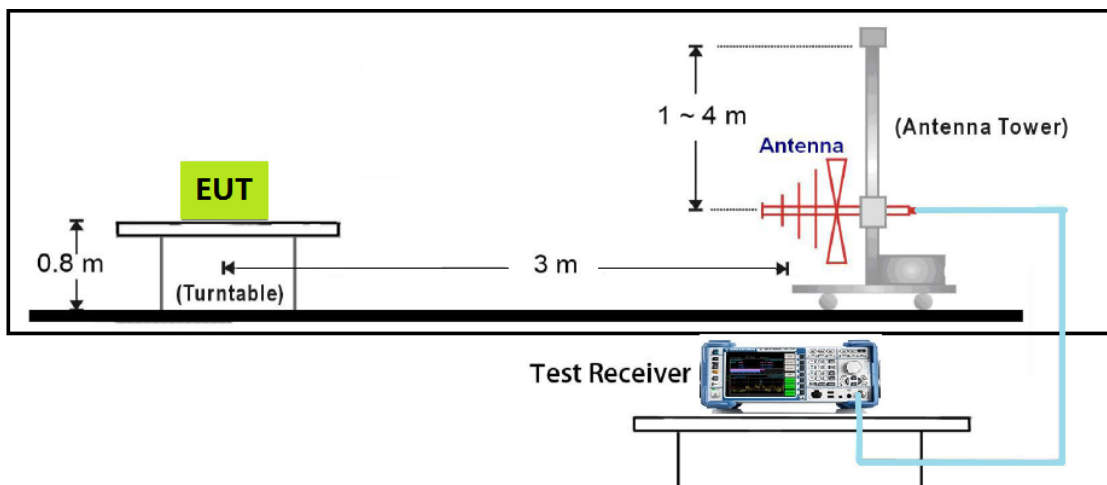 1 ~ 4 m
(Antenna Tower)
Antenna
EUT
0.8 m
3 m
(Turntable)
Test Receiver